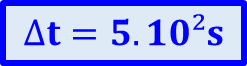 Δt = 5.10²s